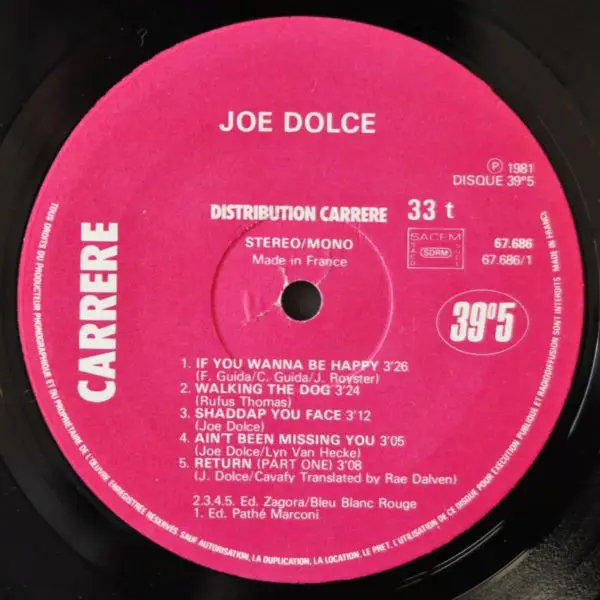 JOE DOLCE
℗ 1981
DISQUE 39°5
DISTRIBUTION CARRERE 33 t
STEREO/MONO
Made in France
SACEM
SDRM
67.686
67.686/1
CARRERE
39°5
1. IF YOU WANNA BE HAPPY 3'26
(F. Guida/C. Guida/J. Royster)
2. WALKING THE DOG 3'24
(Rufus Thomas)
3. SHADDAP YOU FACE 3'12
(Joe Dolce)
4. AIN'T BEEN MISSING YOU 3'05
(Joe Dolce/Lyn Van Hecke)
5. RETURN (PART ONE) 3'08
(J. Dolce/Cavafy Translated by Rae Dalven)
2.3.4.5. Ed. Zagora/Bleu Blanc Rouge
1. Ed. Pathé Marconi
TOUS DROITS DU PRODUCTEUR PHONOGRAPHIQUE ET DU PROPRIETAIRE DE L'ŒUVRE ENREGISTREE RESERVES. SAUF AUTORISATION, LA DUPLICATION, LA LOCATION, LE PRET, L'UTILISATION DE CE DISQUE POUR EXECUTION PUBLIQUE ET RADIODIFFUSION SONT INTERDITS MADE IN FRANCE